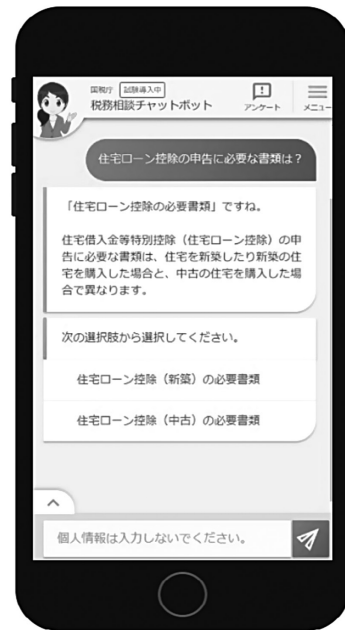 国税庁 試験導入中
税務相談チャットボット
アンケート
メニュー
住宅ローン控除の申告に必要な書類は？
「住宅ローン控除の必要書類」ですね。
住宅借入金等特別控除（住宅ローン控除）の申
告に必要な書類は、住宅を新築したり新築の住
宅を購入した場合と、中古の住宅を購入した場
合で異なります。
次の選択肢から選択してください。
住宅ローン控除（新築）の必要書類
住宅ローン控除（中古）の必要書類
個人情報は入力しないでください。